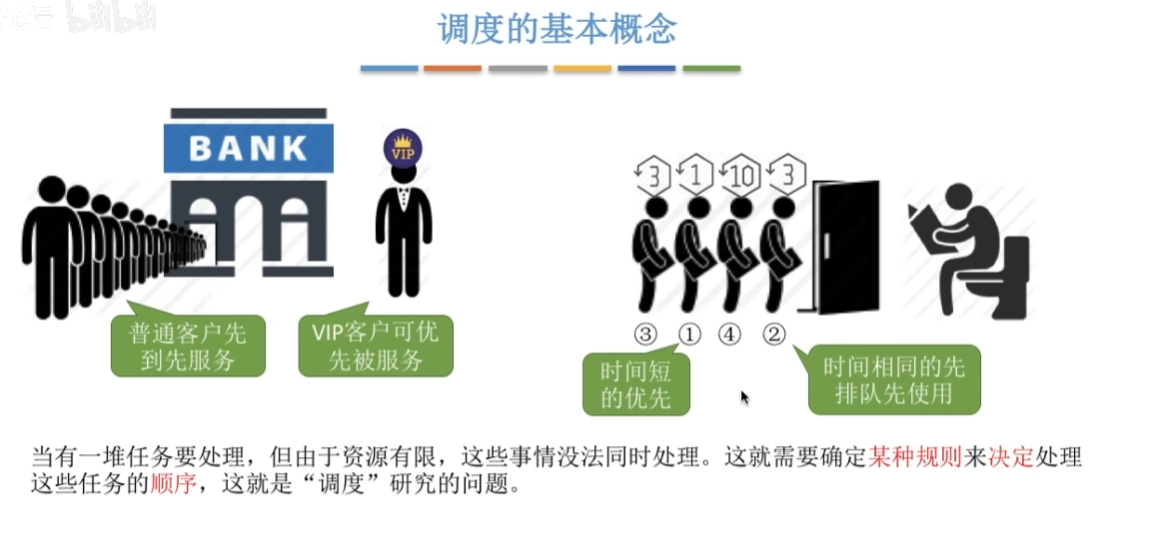 bilibili
调度的基本概念
BANK
VIP
3 1 10 3
③ ① ④ ②
普通客户先
到先服务
VIP客户可优
先被服务
时间短
的优先
时间相同的先
排队先使用
当有一堆任务要处理，但由于资源有限，这些事情没法同时处理。这就需要确定某种规则来决定处理
这些任务的顺序，这就是“调度”研究的问题。